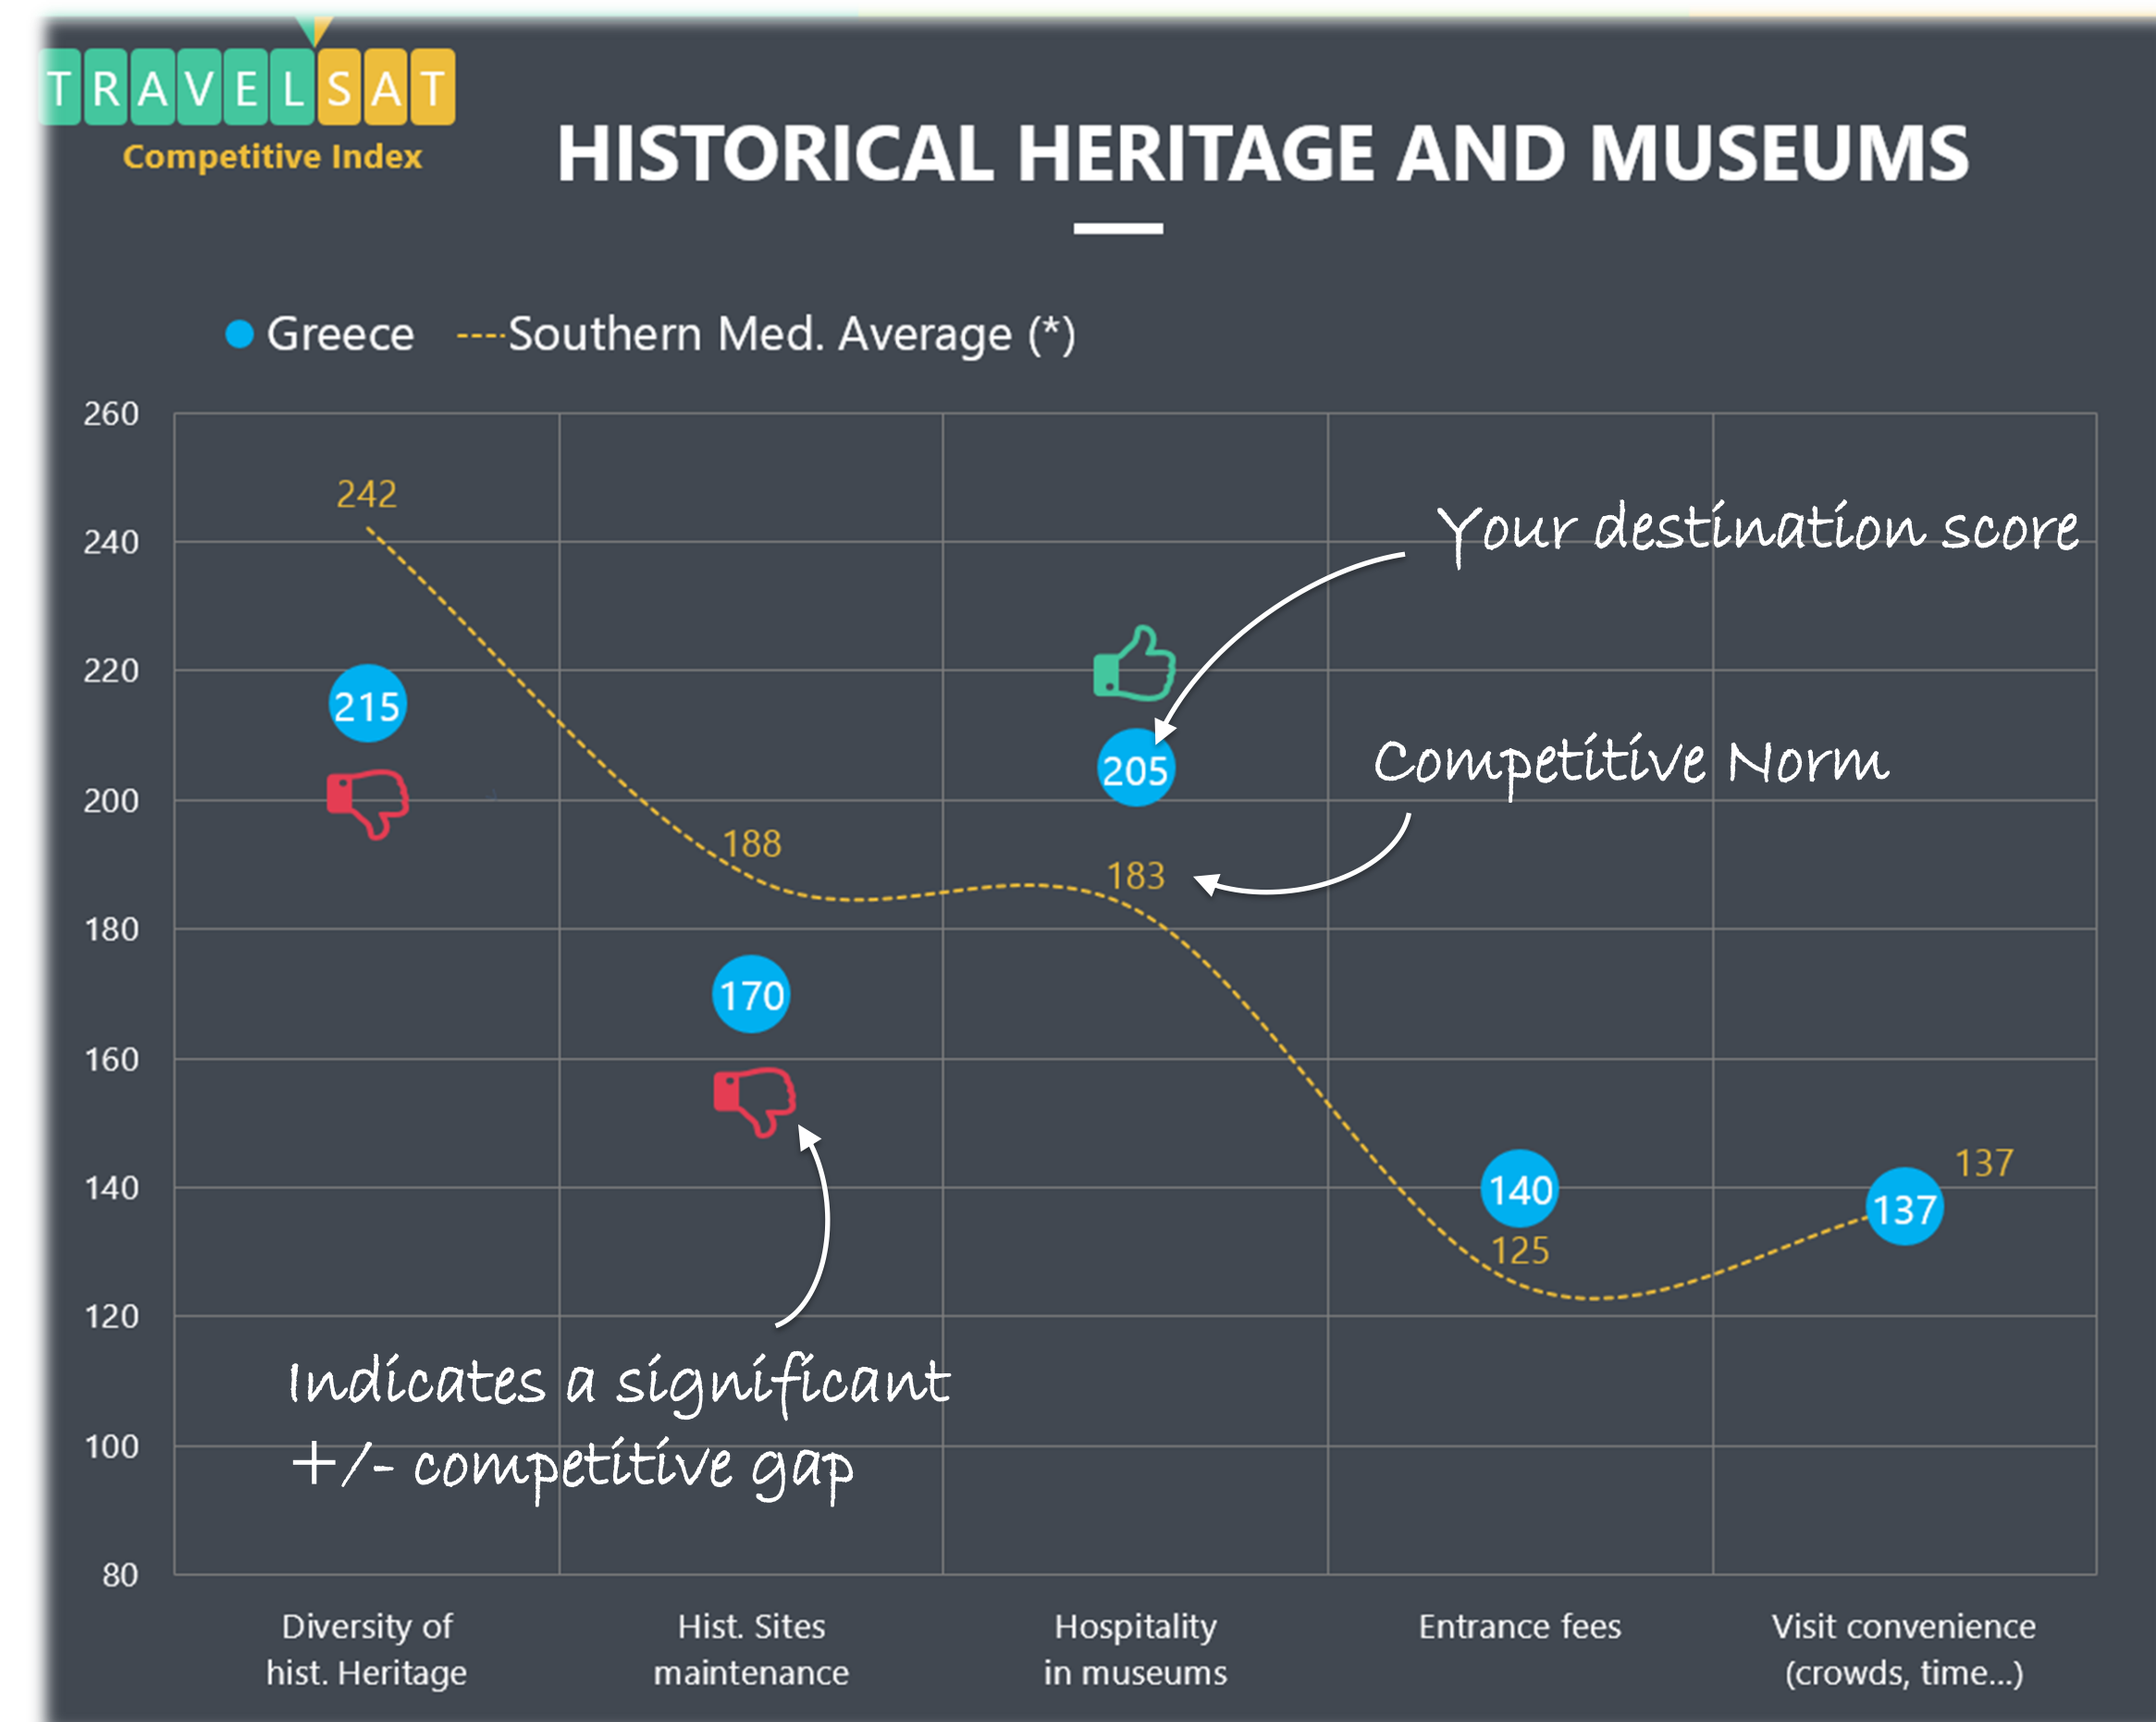 TRAVELSAT
Competitive Index
HISTORICAL HERITAGE AND MUSEUMS
Greece
Southern Med. Average (*)
260
242
240
Your destination score
220
215
205
Competitive Norm
200
188
183
180
170
160
140
140
137
137
125
120
Indicates a significant
+/- competitive gap
100
80
Diversity of
hist. Heritage
Hist. Sites
maintenance
Hospitality
in museums
Entrance fees
Visit convenience
(crowds, time...)